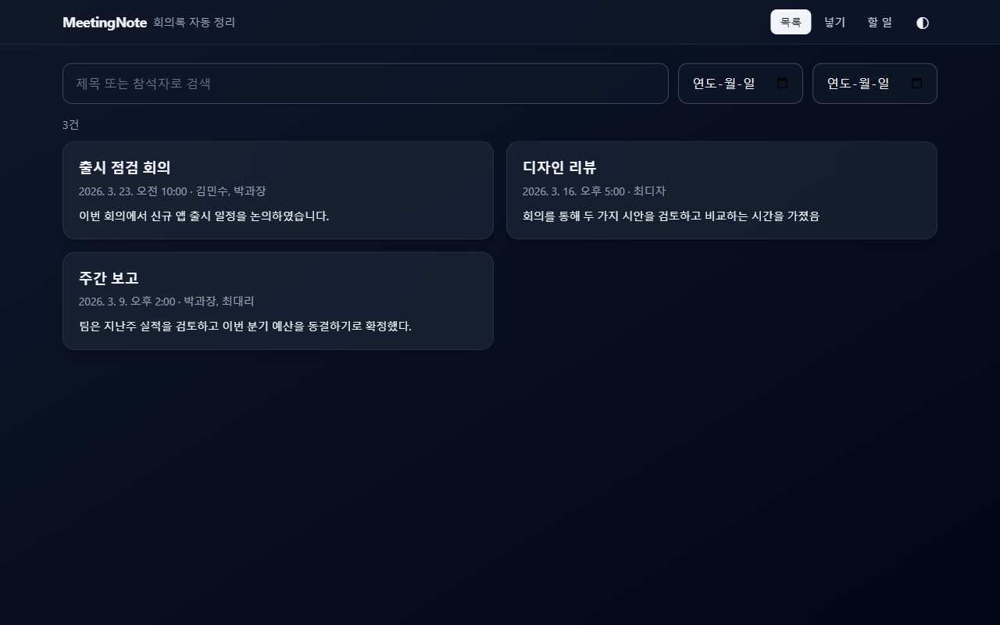 MeetingNote 회의록 자동 정리 목록 넣기 할 일
제목 또는 참석자로 검색 연도-월-일 연도-월-일
3건
출시 점검 회의
2026. 3. 23. 오전 10:00 · 김민수, 박과장
이번 회의에서 신규 앱 출시 일정을 논의하였습니다.
디자인 리뷰
2026. 3. 16. 오후 5:00 · 최디자
회의를 통해 두 가지 시안을 검토하고 비교하는 시간을 가졌음
주간 보고
2026. 3. 9. 오후 2:00 · 박과장, 최대리
팀은 지난주 실적을 검토하고 이번 분기 예산을 동결하기로 확정했다.